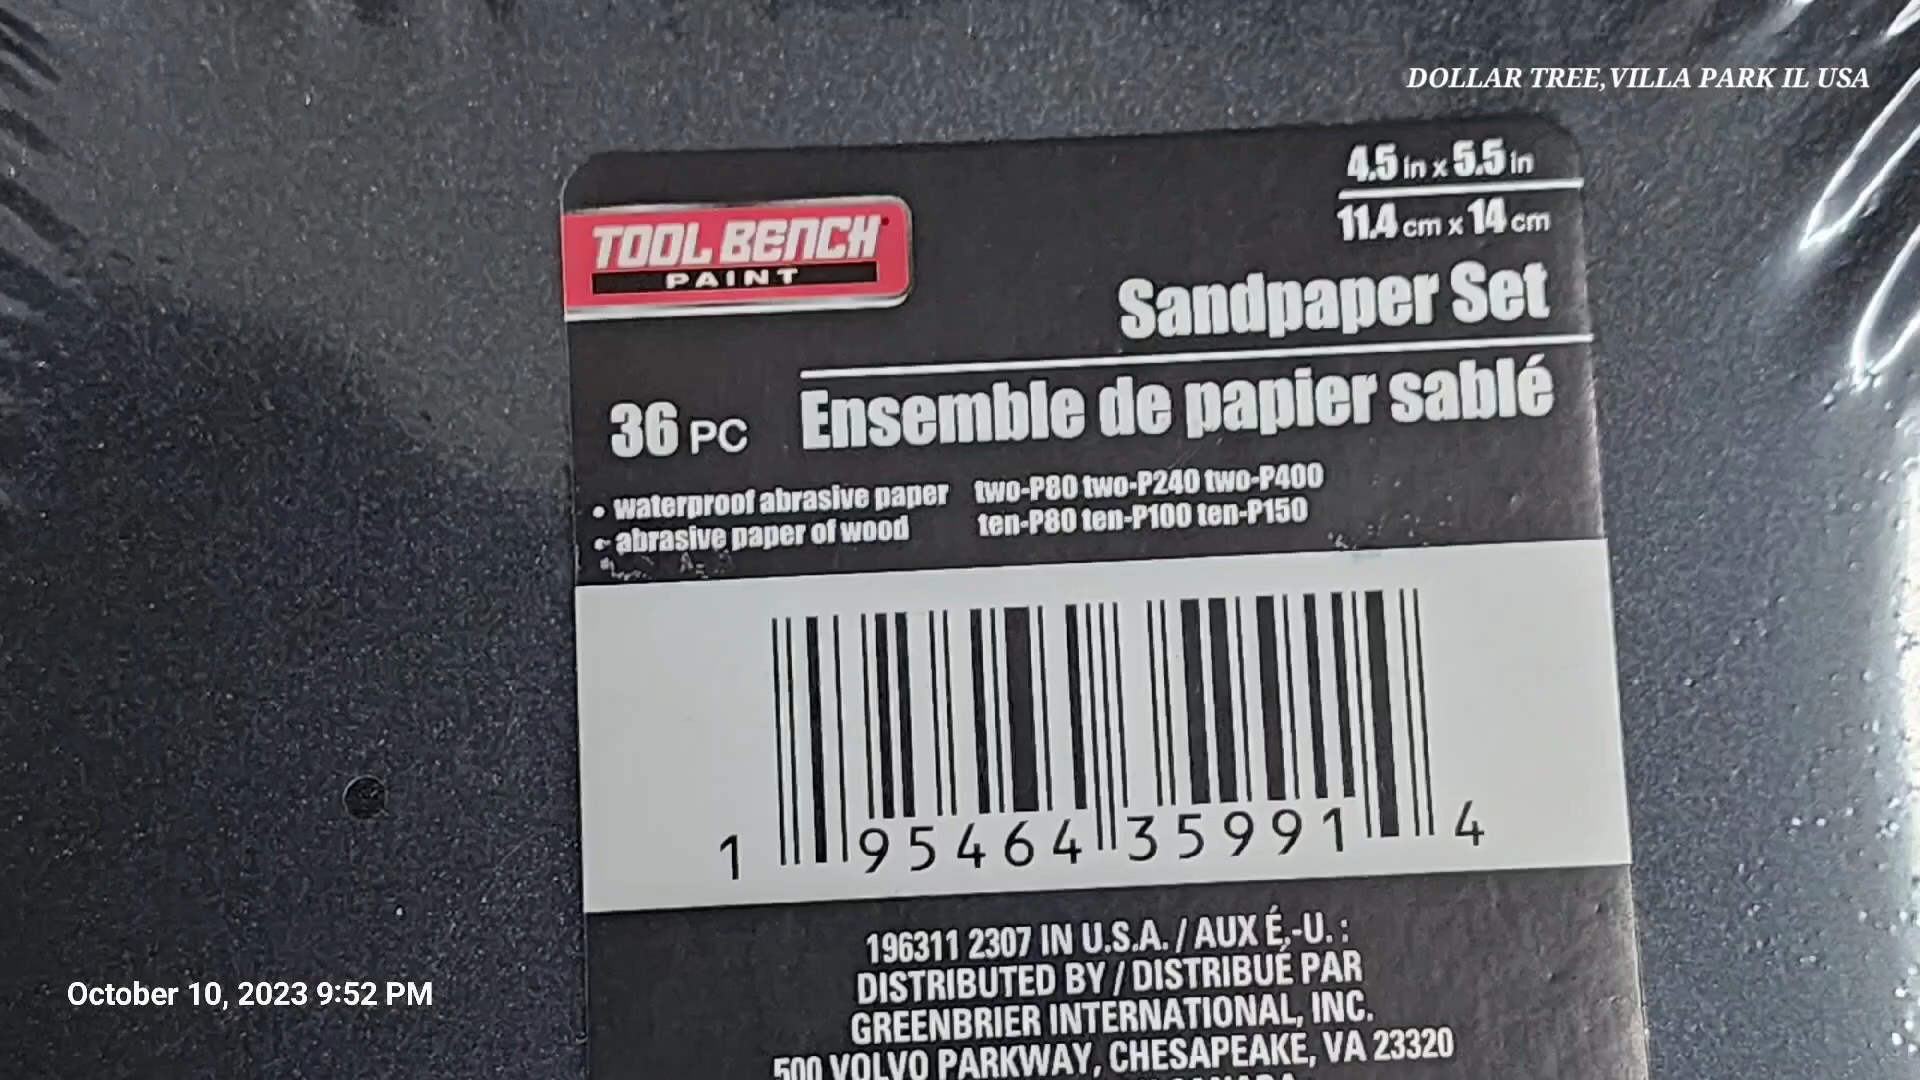 DOLLAR TREE,VILLA PARK IL USA
4.5 in x 5.5 in
11.4 cm x 14 cm
TOOL BENCH
PAINT
Sandpaper Set
36 PC
Ensemble de papier sablé
• waterproof abrasive paper two-P80 two-P240 two-P400
• abrasive paper of wood ten-P80 ten-P100 ten-P150
1 95464 35991 4
196311 2307 IN U.S.A. / AUX É.-U. :
DISTRIBUTED BY / DISTRIBUÉ PAR
GREENBRIER INTERNATIONAL, INC.
500 VOLVO PARKWAY, CHESAPEAKE, VA 23320
October 10, 2023 9:52 PM